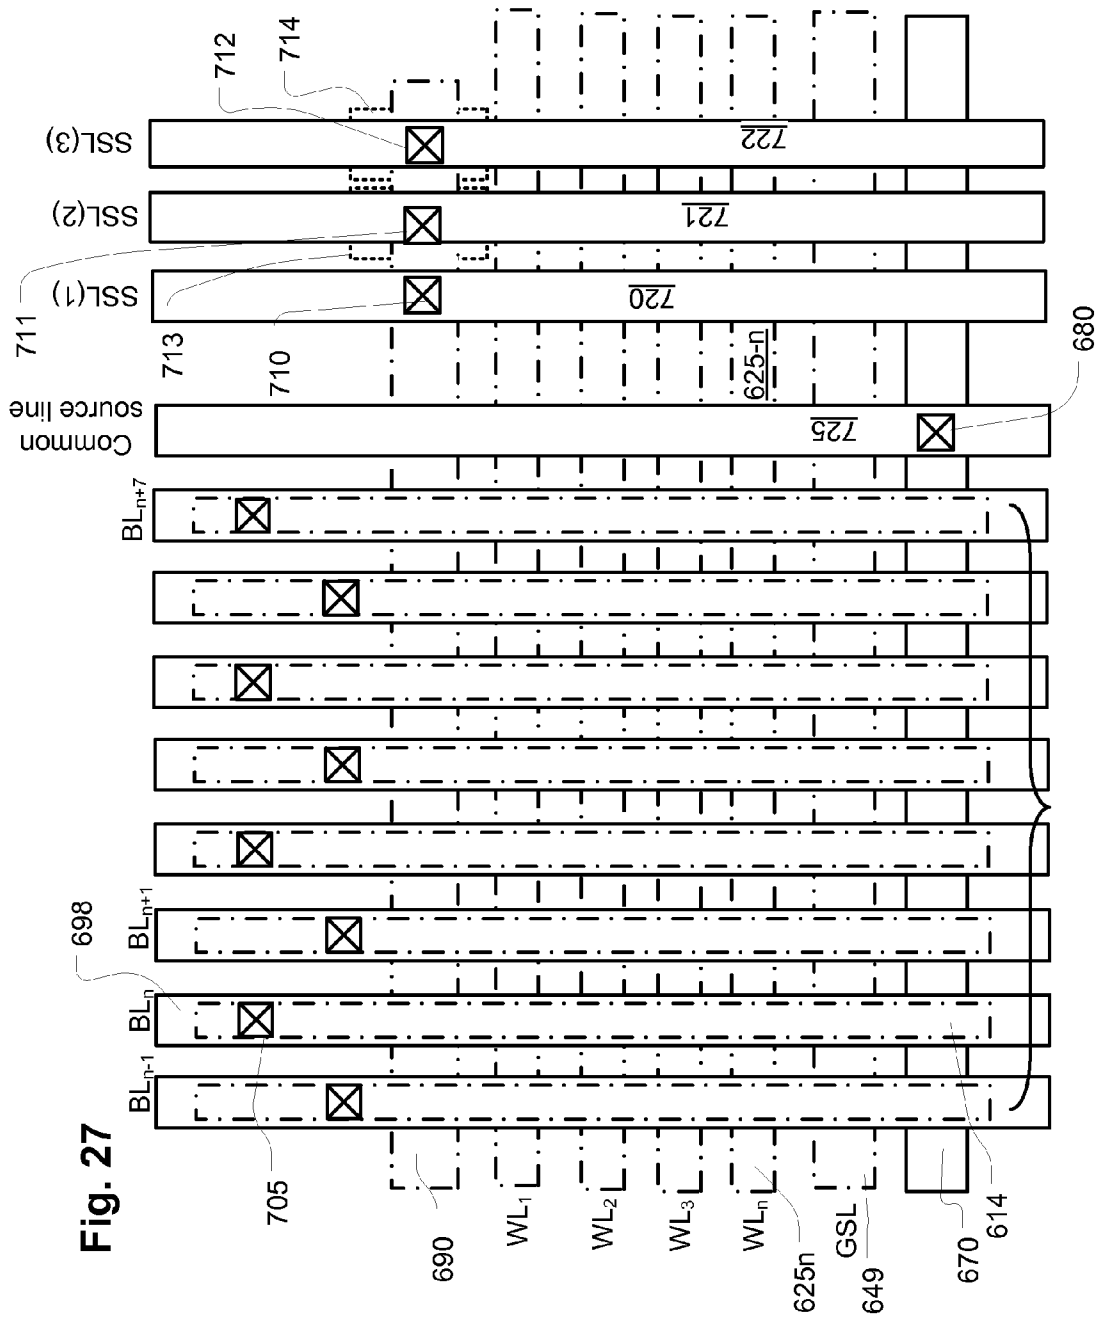 Fig. 27
698
705
690
BLn-1
BLn
BLn+1
BLn+7
Common
source line
SSL(1)
SSL(2)
SSL(3)
710
713
711
712
714
720
721
722
725
625-n
680
WL1
WL2
WL3
WLn
625n
GSL
649
670
614